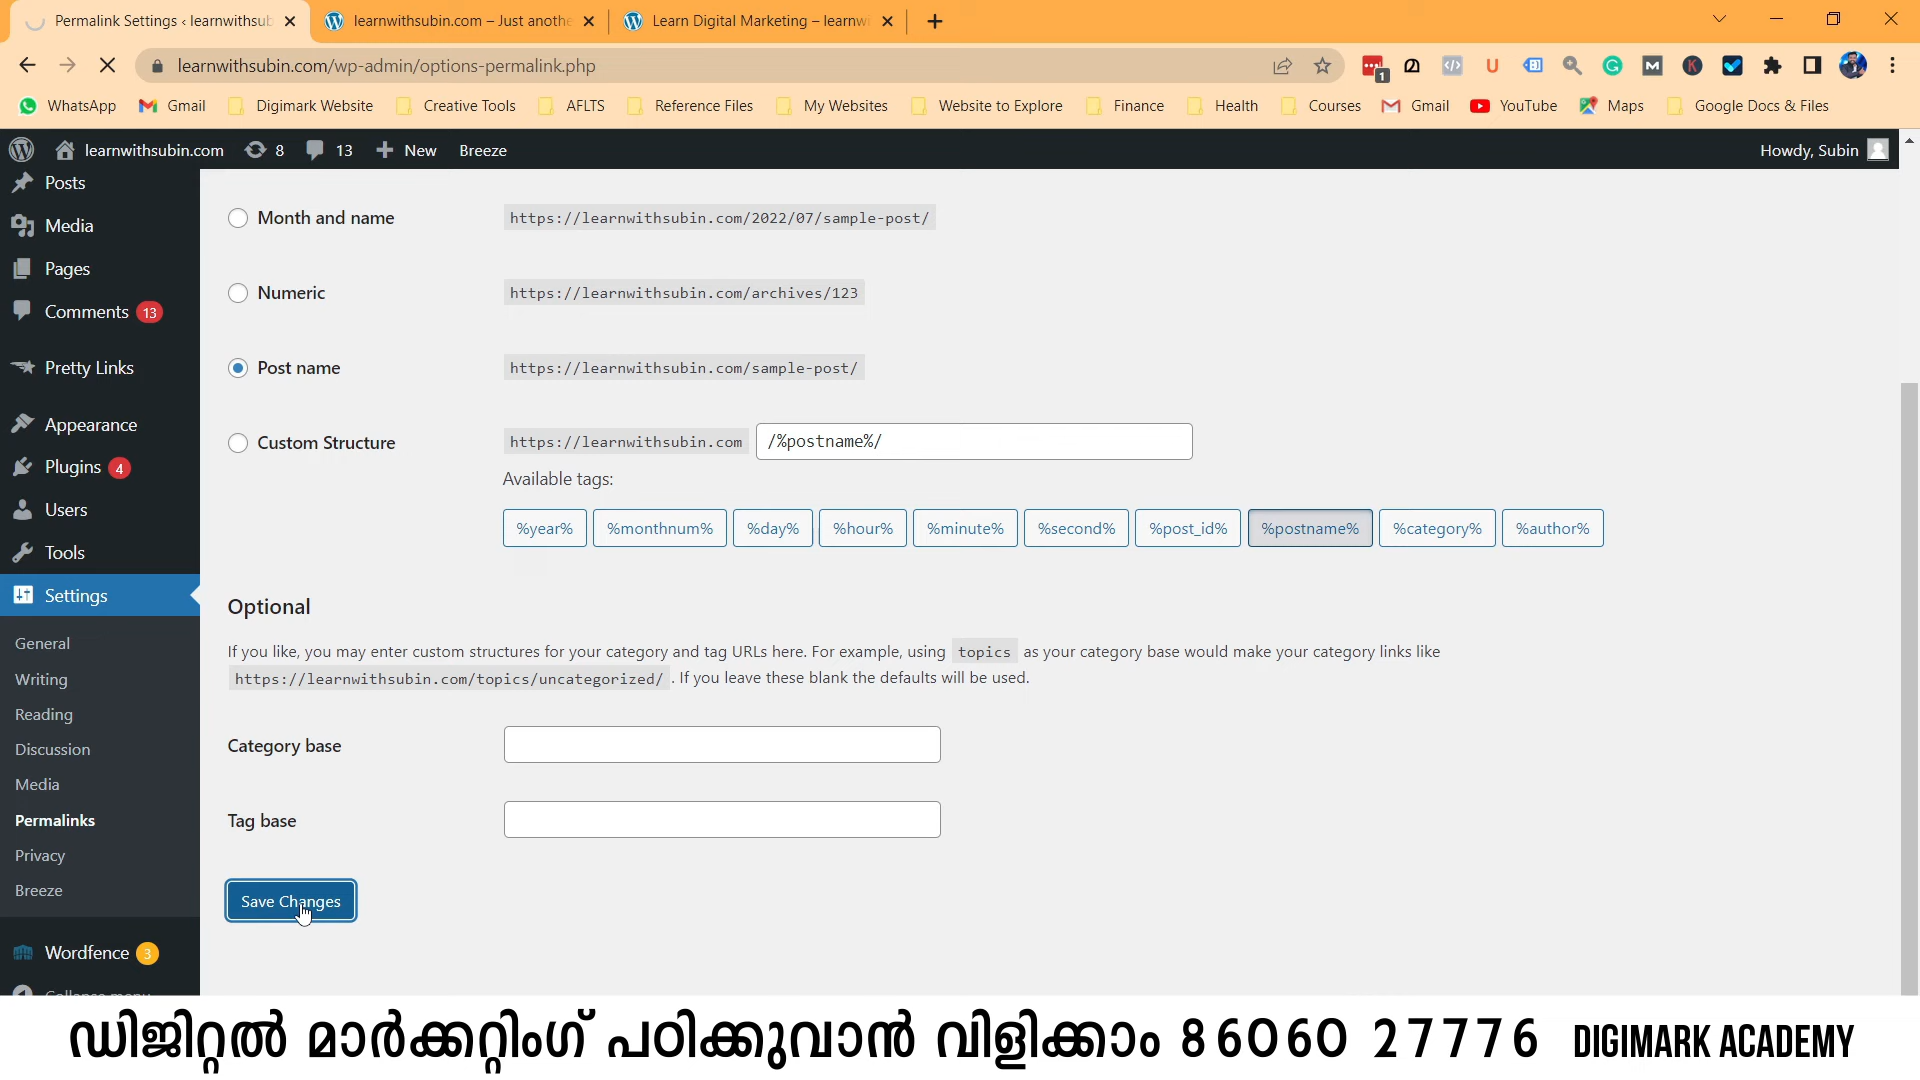 Permalink Settings ‹ learnwithsub
learnwithsubin.com – Just anothe
Learn Digital Marketing – learnwi
learnwithsubin.com/wp-admin/options-permalink.php
1
WhatsApp Gmail Digimark Website Creative Tools AFLTS Reference Files My Websites Website to Explore Finance Health Courses Gmail YouTube Maps Google Docs & Files
learnwithsubin.com 8 13 New Breeze Howdy, Subin
Posts
Media
Pages
Comments 13
Pretty Links
Appearance
Plugins 4
Users
Tools
Settings
General
Writing
Reading
Discussion
Media
Permalinks
Privacy
Breeze
Wordfence 3
Month and name https://learnwithsubin.com/2022/07/sample-post/
Numeric https://learnwithsubin.com/archives/123
Post name https://learnwithsubin.com/sample-post/
Custom Structure https://learnwithsubin.com /%postname%/
Available tags:
%year% %monthnum% %day% %hour% %minute% %second% %post_id% %postname% %category% %author%
Optional
If you like, you may enter custom structures for your category and tag URLs here. For example, using topics as your category base would make your category links like
https://learnwithsubin.com/topics/uncategorized/ . If you leave these blank the defaults will be used.
Category base
Tag base
Save Changes
ഡിജിറ്റൽ മാർക്കറ്റിംഗ് പഠിക്കുവാൻ വിളിക്കാം 86060 27776 DIGIMARK ACADEMY